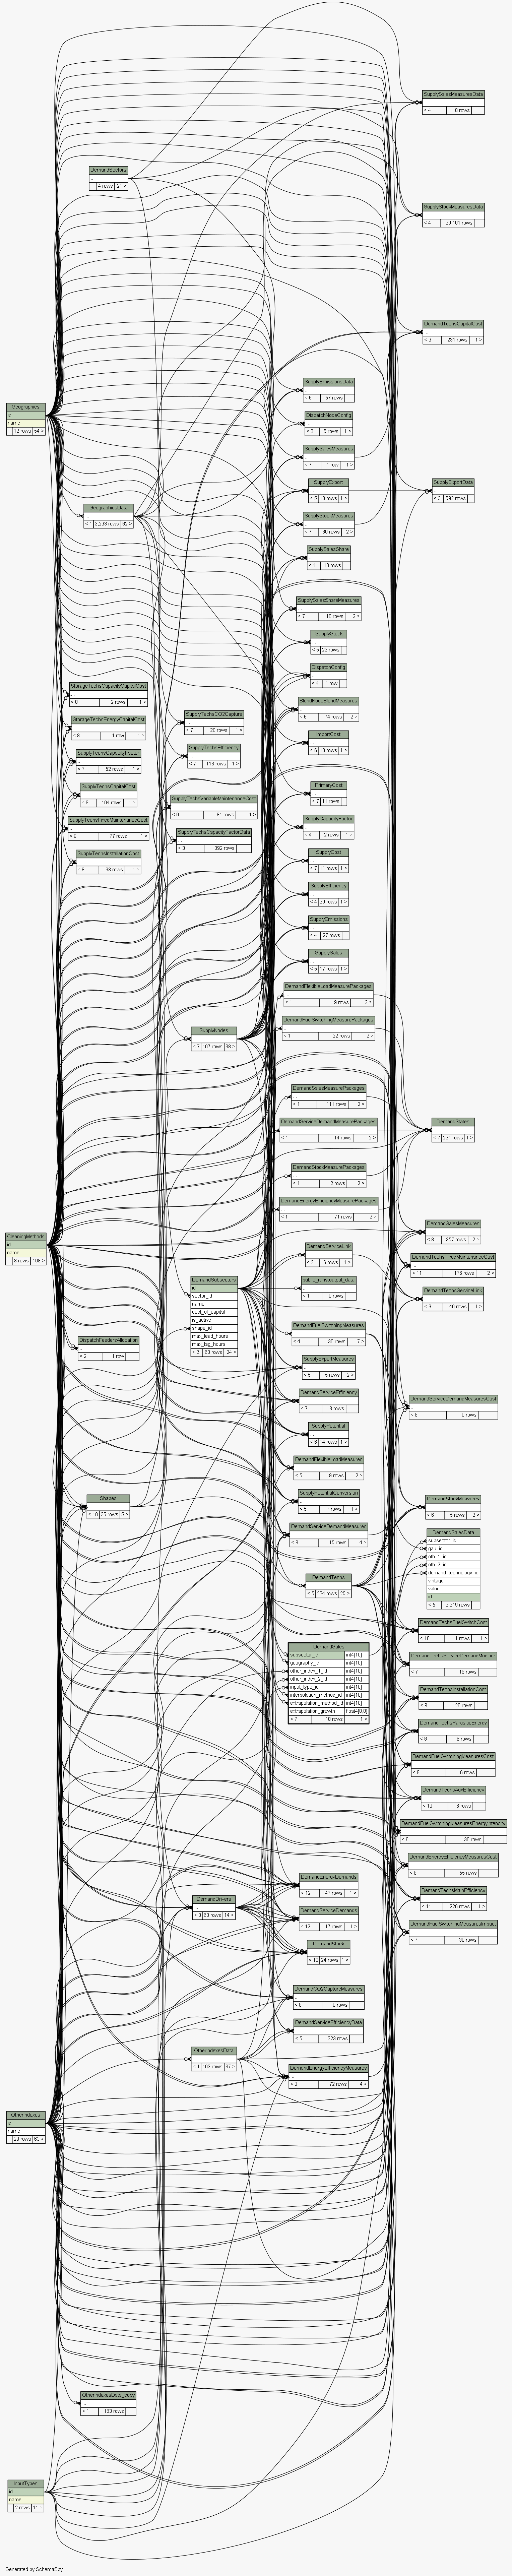 SupplySalesMeasuresData
< 4 0 rows
DemandSectors
4 rows 21 >
SupplyStockMeasuresData
< 4 20,101 rows
DemandTechsCapitalCost
< 8 231 rows 1 >
SupplyEmissionsData
< 6 57 rows
Geographies
id
name
12 rows 64 >
DispatchNodeConfig
< 3 5 rows 1 >
SupplySalesMeasures
< 7 1 row 1 >
SupplyExport
< 5 10 rows 1 >
SupplyExportData
< 3 592 rows
GeographiesData
< 1 3,283 rows 82 >
SupplyStockMeasures
< 7 60 rows 2 >
SupplySalesShare
< 4 13 rows
SupplySalesShareMeasures
< 7 18 rows 2 >
SupplyStock
< 5 23 rows
DispatchConfig
< 4 1 row
StorageTechsCapacityCapitalCost
< 8 2 rows 1 >
BlendNodeBlendMeasures
< 8 74 rows 2 >
SupplyTechsCO2Capture
< 7 28 rows 1 >
StorageTechsEnergyCapitalCost
< 8 1 row 1 >
ImportCost
< 6 13 rows 1 >
SupplyTechsEfficiency
< 7 113 rows 1 >
SupplyTechsCapacityFactor
< 7 52 rows 1 >
SupplyTechsCapitalCost
< 9 104 rows 1 >
PrimaryCost
< 7 11 rows
SupplyTechsVariableMaintenanceCost
< 9 81 rows 1 >
SupplyTechsFixedMaintenanceCost
< 8 77 rows 1 >
SupplyCapacityFactor
< 4 2 rows 1 >
SupplyTechsCapacityFactorData
< 3 392 rows
SupplyTechsInstallationCost
< 8 33 rows 1 >
SupplyCost
< 7 11 rows 1 >
SupplyEfficiency
< 4 29 rows 1 >
SupplyEmissions
< 4 27 rows
SupplySales
< 5 17 rows 1 >
DemandFlexibleLoadMeasurePackages
< 1 9 rows 2 >
DemandFuelSwitchingMeasurePackages
< 1 22 rows 2 >
SupplyNodes
< 7 107 rows 38 >
DemandSalesMeasurePackages
< 1 111 rows 2 >
DemandServiceDemandMeasurePackages
< 1 14 rows 2 >
DemandStates
< 7 221 rows 1 >
DemandStockMeasurePackages
< 1 2 rows 2 >
DemandEnergyEfficiencyMeasurePackages
< 1 71 rows 2 >
CleaningMethods
id
name
8 rows 108 >
DemandSalesMeasures
< 8 357 rows 2 >
DemandServiceLink
< 2 6 rows 1 >
DemandTechsFixedMaintenanceCost
< 11 178 rows 2 >
DemandSubsectors
id
sector_id
name
cost_of_capital
is_active
shape_id
max_lead_hours
max_lag_hours
< 2 63 rows 24 >
public_runs.output_data
< 1 0 rows
DemandTechsServiceLink
< 9 40 rows 1 >
DemandFuelSwitchingMeasures
< 4 30 rows 7 >
DispatchFeedersAllocation
< 2 1 row
SupplyExportMeasures
< 5 5 rows 2 >
DemandServiceEfficiency
< 7 3 rows
DemandServiceDemandMeasuresCost
< 8 0 rows
SupplyPotential
< 8 14 rows 1 >
DemandFlexibleLoadMeasures
< 5 8 rows 2 >
Shapes
< 10 35 rows 5 >
SupplyPotentialConversion
< 5 7 rows 1 >
DemandStockMeasures
< 6 5 rows 2 >
DemandServiceDemandMeasures
< 8 15 rows 4 >
DemandSalesData
subsector_id
gau_id
oth_1_id
oth_2_id
demand_technology_id
vintage
value
id
< 5 3,319 rows
DemandTechs
< 5 234 rows 25 >
DemandTechsFuelSwitchCost
< 10 11 rows 1 >
DemandSales
subsector_id int4[10]
geography_id int4[10]
other_index_1_id int4[10]
other_index_2_id int4[10]
input_type_id int4[10]
interpolation_method_id int4[10]
extrapolation_method_id int4[10]
extrapolation_growth float4[8,8]
< 7 10 rows 1 >
DemandTechsServiceDemandModifier
< 7 19 rows
DemandTechsInstallationCost
< 9 128 rows
DemandTechsParasiticEnergy
< 8 6 rows
DemandFuelSwitchingMeasuresCost
< 8 8 rows
DemandTechsAuxEfficiency
< 10 8 rows
DemandFuelSwitchingMeasuresEnergyIntensity
< 6 30 rows
DemandEnergyEfficiencyMeasuresCost
< 8 55 rows
DemandEnergyDemands
< 12 47 rows 1 >
DemandTechsMainEfficiency
< 11 228 rows 1 >
DemandDrivers
< 8 60 rows 14 >
DemandServiceDemands
< 12 17 rows 1 >
DemandFuelSwitchingMeasuresImpact
< 7 30 rows
DemandStock
< 13 24 rows 1 >
DemandCO2CaptureMeasures
< 8 0 rows
DemandServiceEfficiencyData
< 5 323 rows
OtherIndexesData
< 1 163 rows 67 >
DemandEnergyEfficiencyMeasures
< 8 72 rows 4 >
OtherIndexes
id
name
29 rows 63 >
OtherIndexesData_copy
< 1 163 rows
InputTypes
id
name
2 rows 11 >
Generated by SchemaSpy